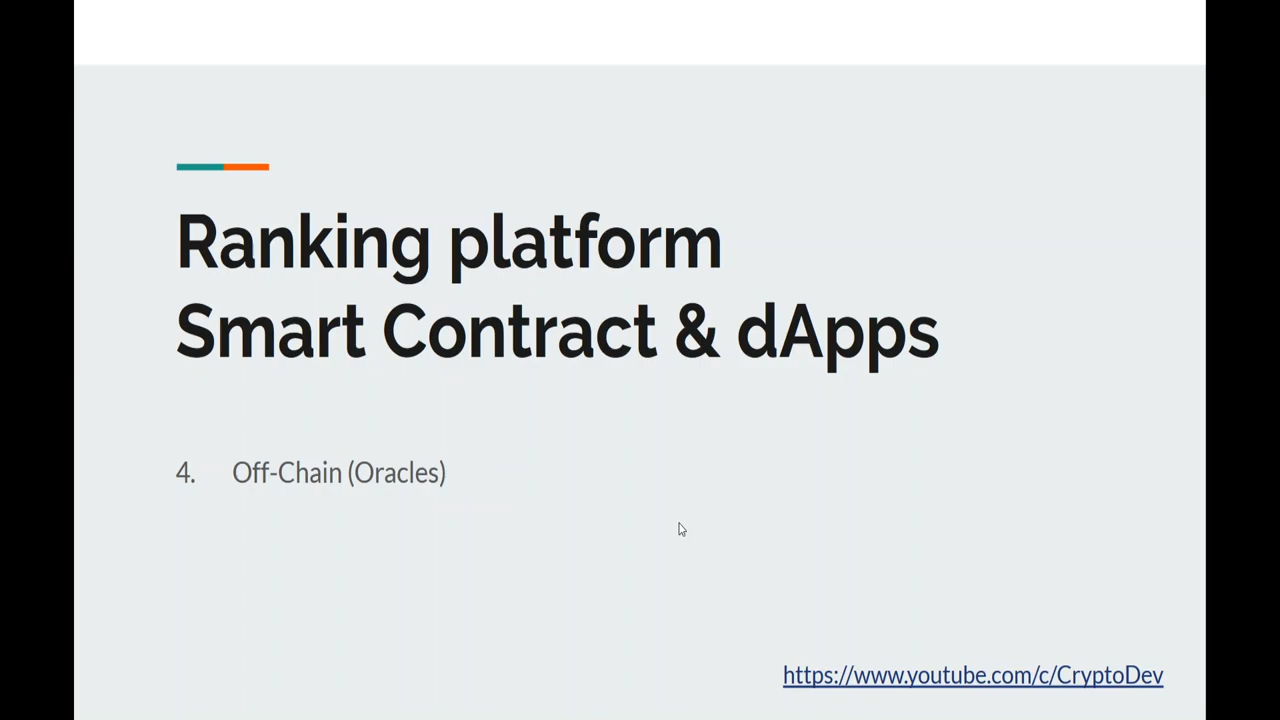 Ranking platform
Smart Contract & dApps
4. Off-Chain (Oracles)
https://www.youtube.com/c/CryptoDev